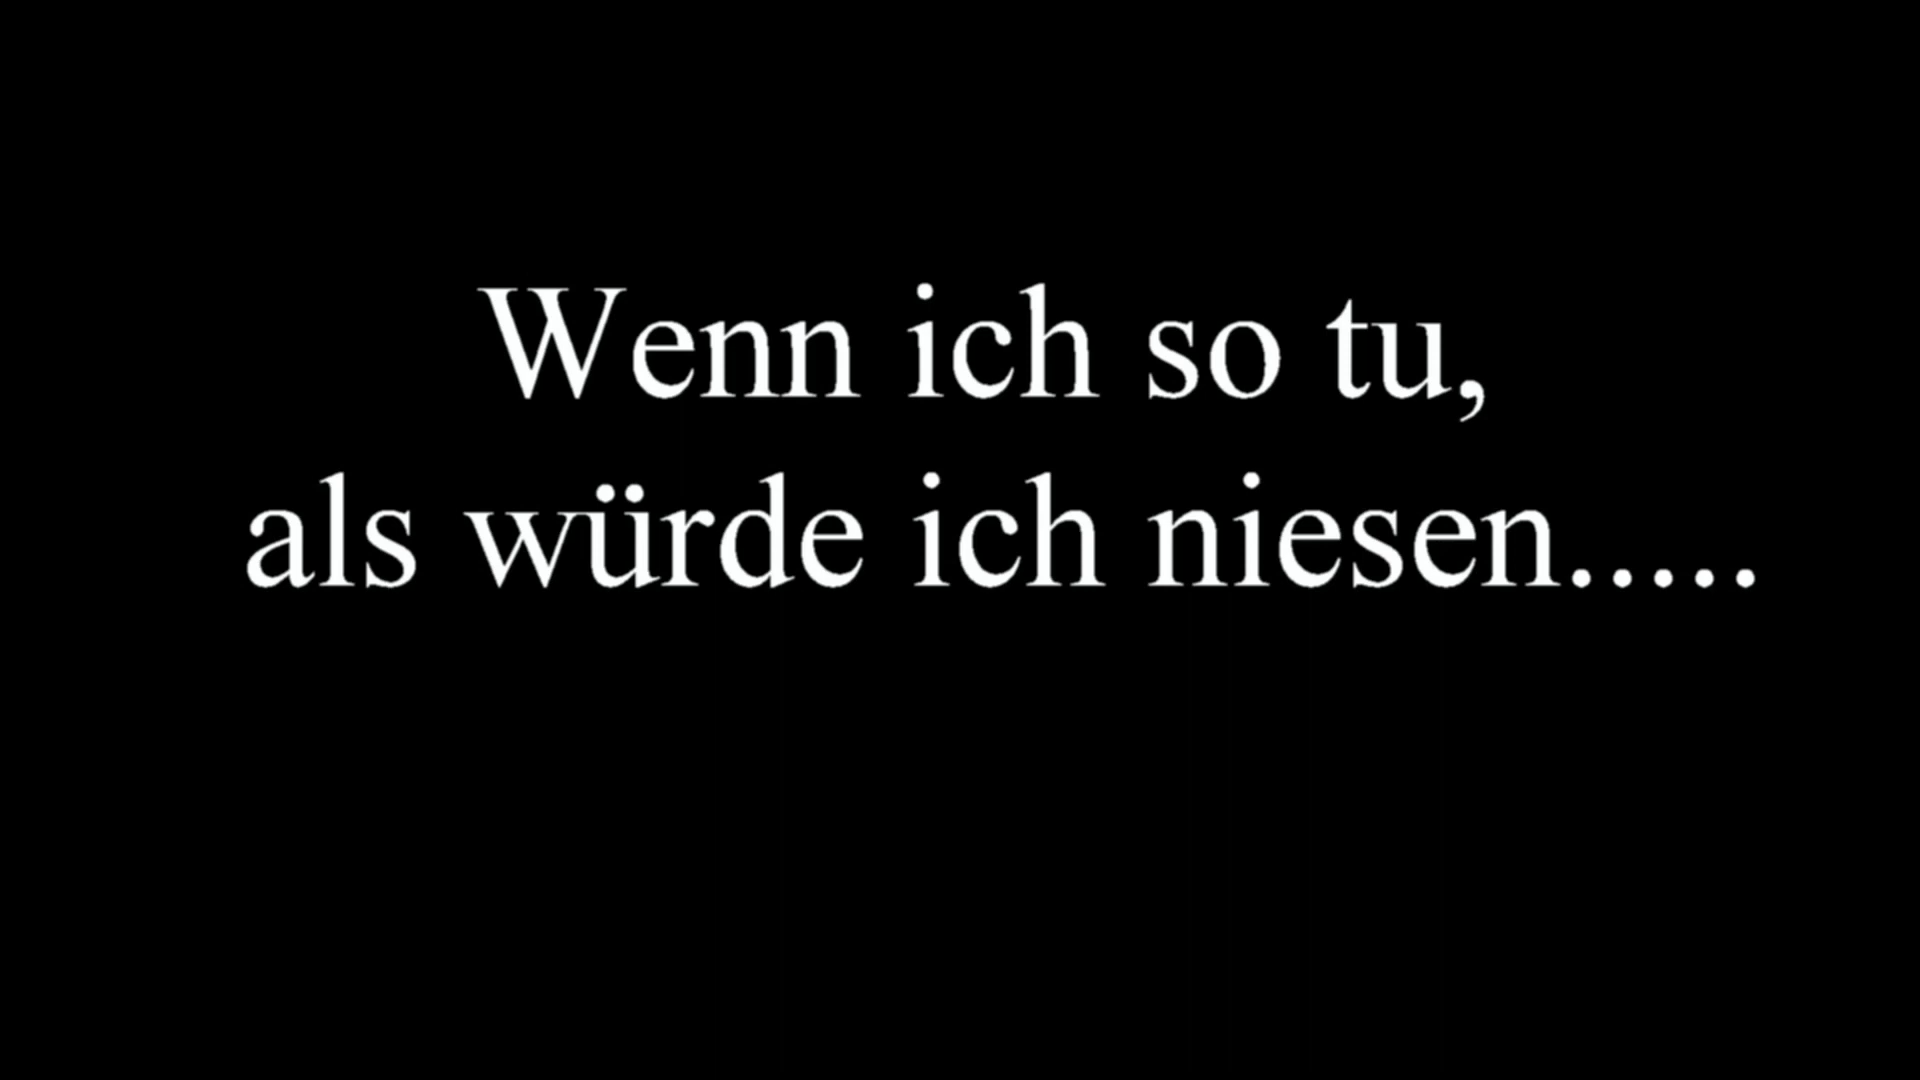 Wenn ich so tu,
als würde ich niesen.....